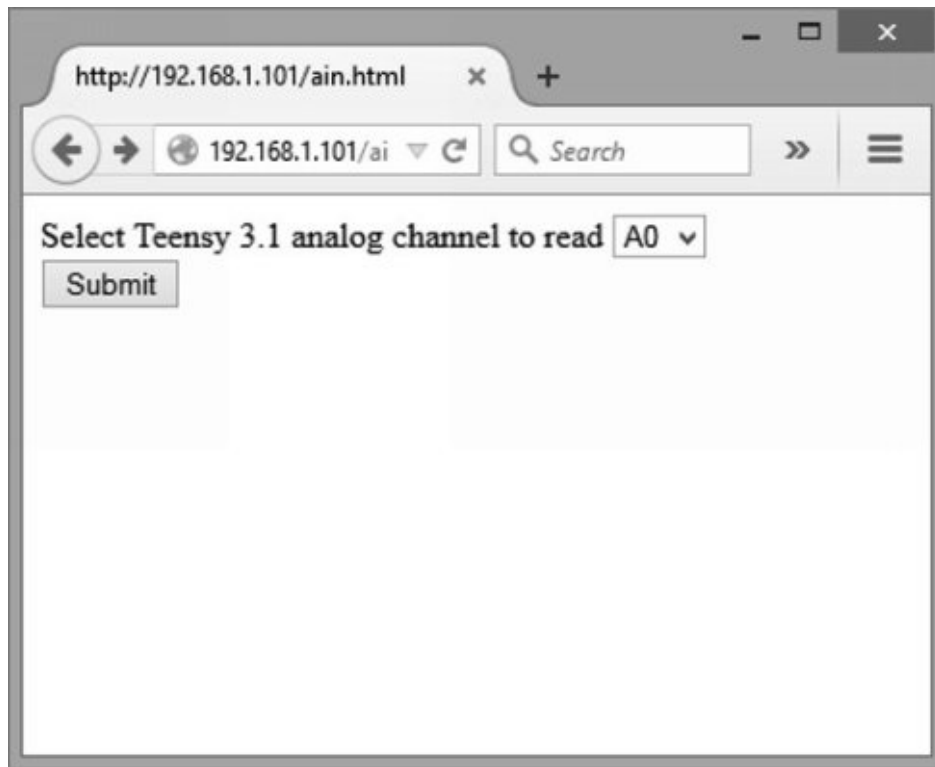 http://192.168.1.101/ain.html
192.168.1.101/ai
Search
Select Teensy 3.1 analog channel to read A0
Submit